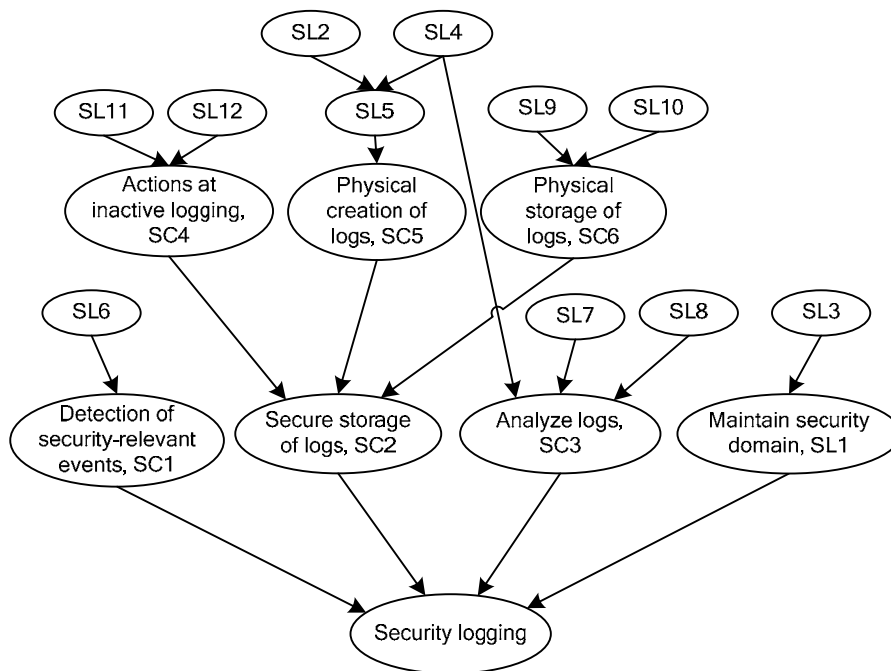 SL2
SL4
SL11
SL12
SL5
SL9
SL10
Actions at
inactive logging,
SC4
Physical
creation of
logs, SC5
Physical
storage of
logs, SC6
SL6
SL7
SL8
SL3
Detection of
security-relevant
events, SC1
Secure storage
of logs, SC2
Analyze logs,
SC3
Maintain security
domain, SL1
Security logging